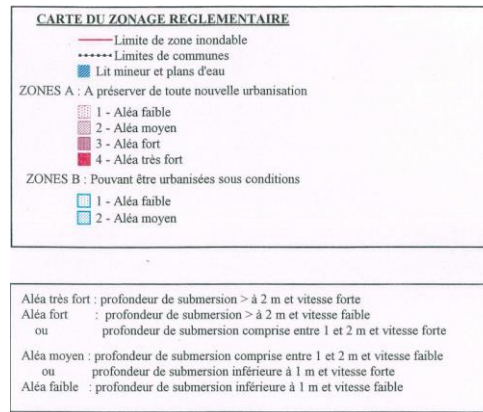 CARTE DU ZONAGE REGLEMENTAIRE
Limite de zone inondable
Limites de communes
Lit mineur et plans d'eau
ZONES A : A préserver de toute nouvelle urbanisation
1 - Aléa faible
2 - Aléa moyen
3 - Aléa fort
4 - Aléa très fort
ZONES B : Pouvant être urbanisées sous conditions
1 - Aléa faible
2 - Aléa moyen
Aléa très fort : profondeur de submersion > à 2 m et vitesse forte
Aléa fort : profondeur de submersion > à 2 m et vitesse faible
ou profondeur de submersion comprise entre 1 et 2 m et vitesse forte
Aléa moyen : profondeur de submersion comprise entre 1 et 2 m et vitesse faible
ou profondeur de submersion inférieure à 1 m et vitesse forte
Aléa faible : profondeur de submersion inférieure à 1 m et vitesse faible